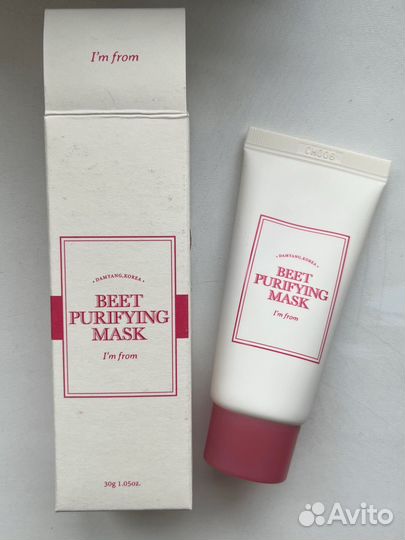 I'm from
DAMYANG, KOREA
BEET
PURIFYING
MASK
I'm from
30g 1.05oz.
DAMYANG, KOREA
BEET
PURIFYING
MASK
I'm from
Avito